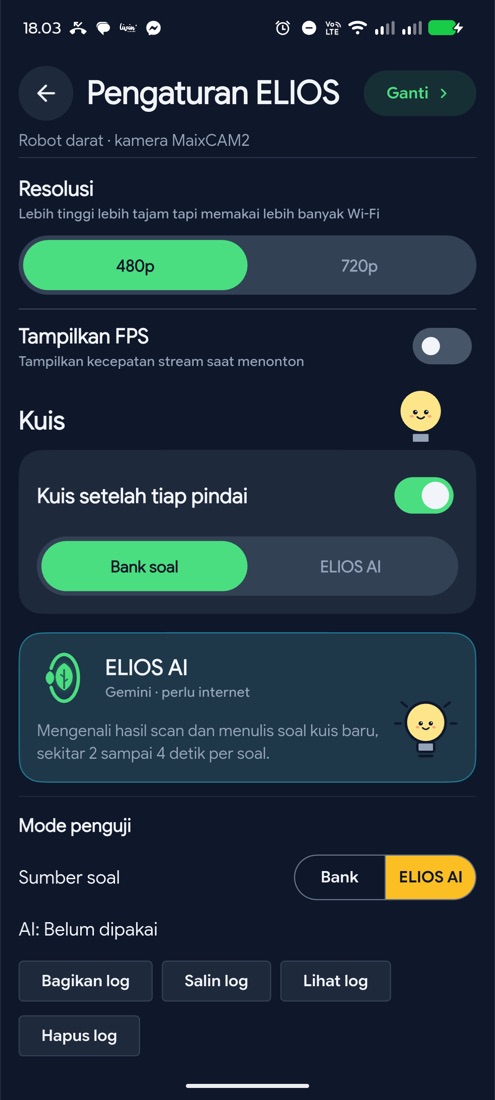 18.03
Vo
LTE
Pengaturan ELIOS
Ganti
Robot darat · kamera MaixCAM2
Resolusi
Lebih tinggi lebih tajam tapi memakai lebih banyak Wi-Fi
480p 720p
Tampilkan FPS
Tampilkan kecepatan stream saat menonton
Kuis
Kuis setelah tiap pindai
Bank soal ELIOS AI
ELIOS AI
Gemini · perlu internet
Mengenali hasil scan dan menulis soal kuis baru,
sekitar 2 sampai 4 detik per soal.
Mode penguji
Sumber soal Bank ELIOS AI
AI: Belum dipakai
Bagikan log Salin log Lihat log
Hapus log